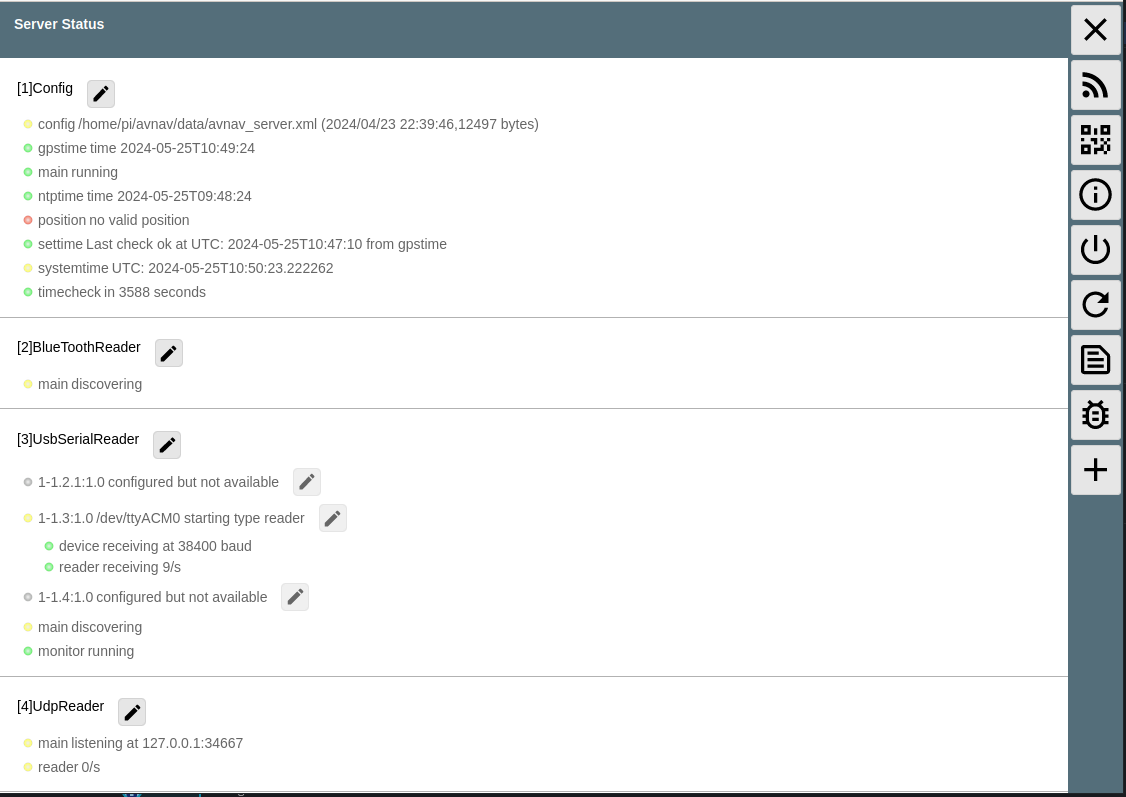 Server Status
[1]Config
config /home/pi/avnav/data/avnav_server.xml (2024/04/23 22:39:46,12497 bytes)
gpstime time 2024-05-25T10:49:24
main running
ntptime time 2024-05-25T09:48:24
position no valid position
settime Last check ok at UTC: 2024-05-25T10:47:10 from gpstime
systemtime UTC: 2024-05-25T10:50:23.222262
timecheck in 3588 seconds
[2]BlueToothReader
main discovering
[3]UsbSerialReader
1-1.2.1:1.0 configured but not available
1-1.3:1.0 /dev/ttyACM0 starting type reader
device receiving at 38400 baud
reader receiving 9/s
1-1.4:1.0 configured but not available
main discovering
monitor running
[4]UdpReader
main listening at 127.0.0.1:34667
reader 0/s